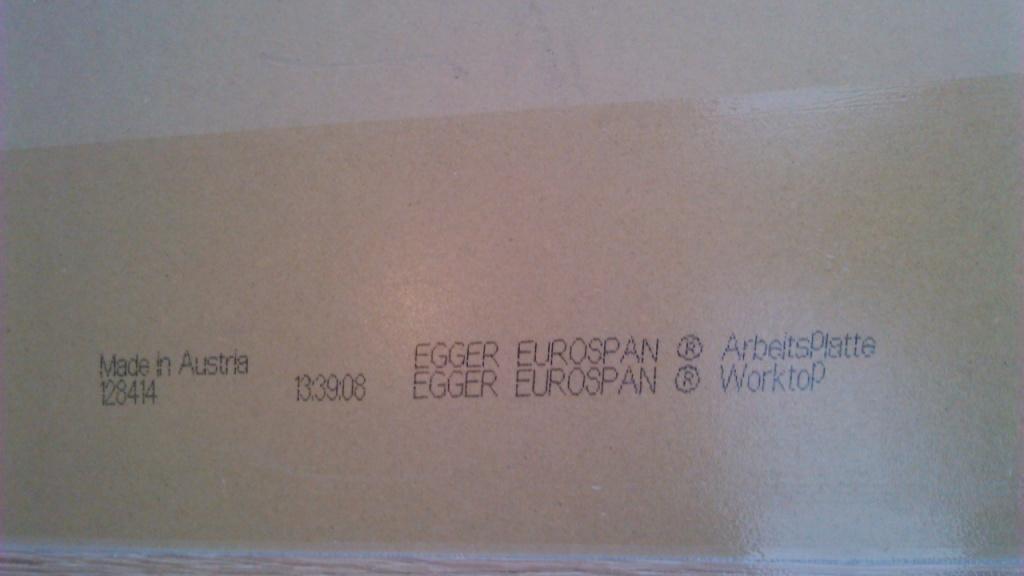 Made in Austria
128414 13:39:08
EGGER EUROSPAN ® ArbeitsPlatte
EGGER EUROSPAN ® Worktop